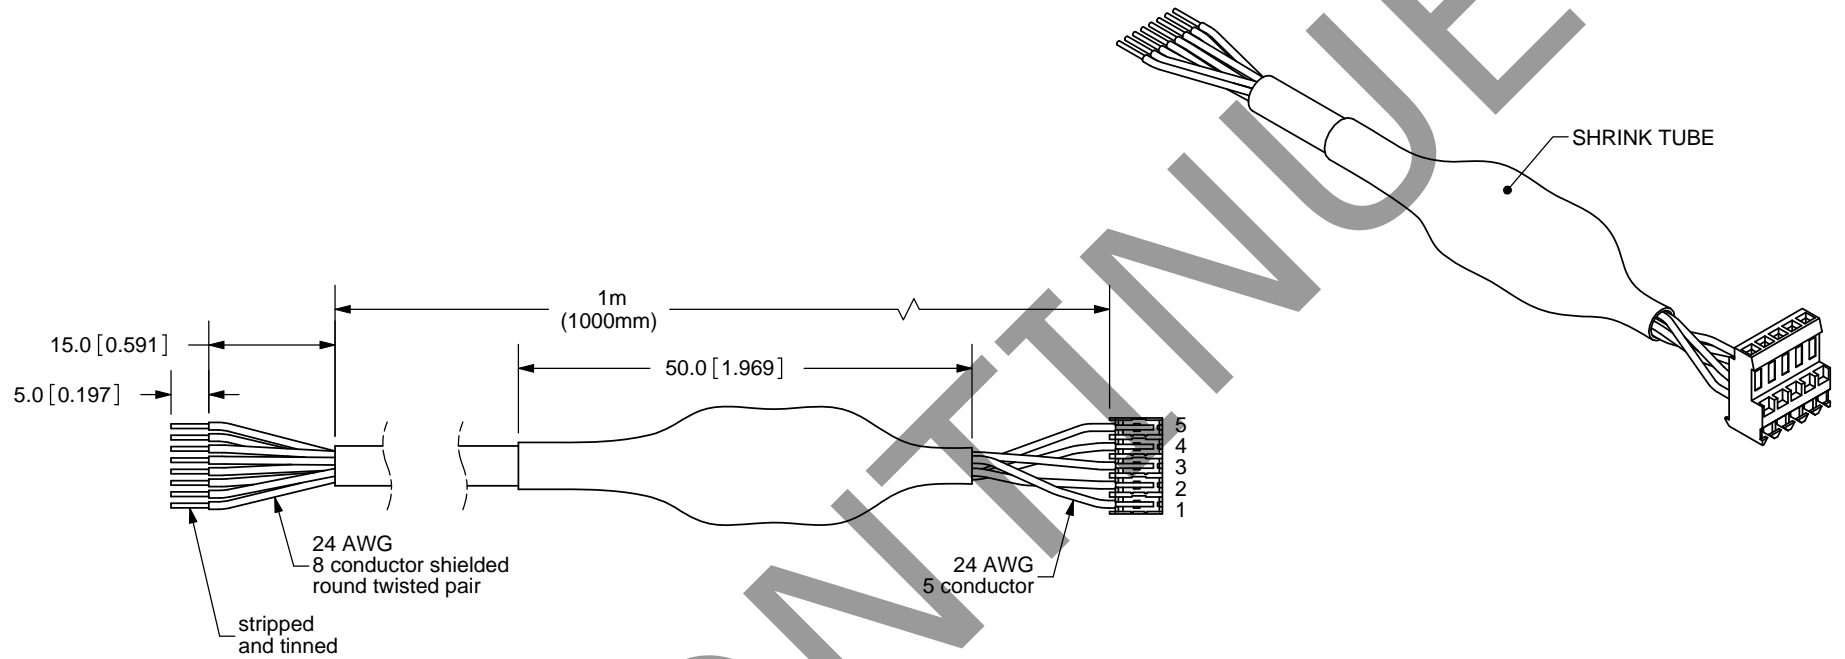 SHRINK TUBE
1m
(1000mm)
15.0 [0.591]
50.0 [1.969]
5.0 [0.197]
5
4
3
2
1
24 AWG
8 conductor shielded
round twisted pair
24 AWG
5 conductor
stripped
and tinned
ONTINUE